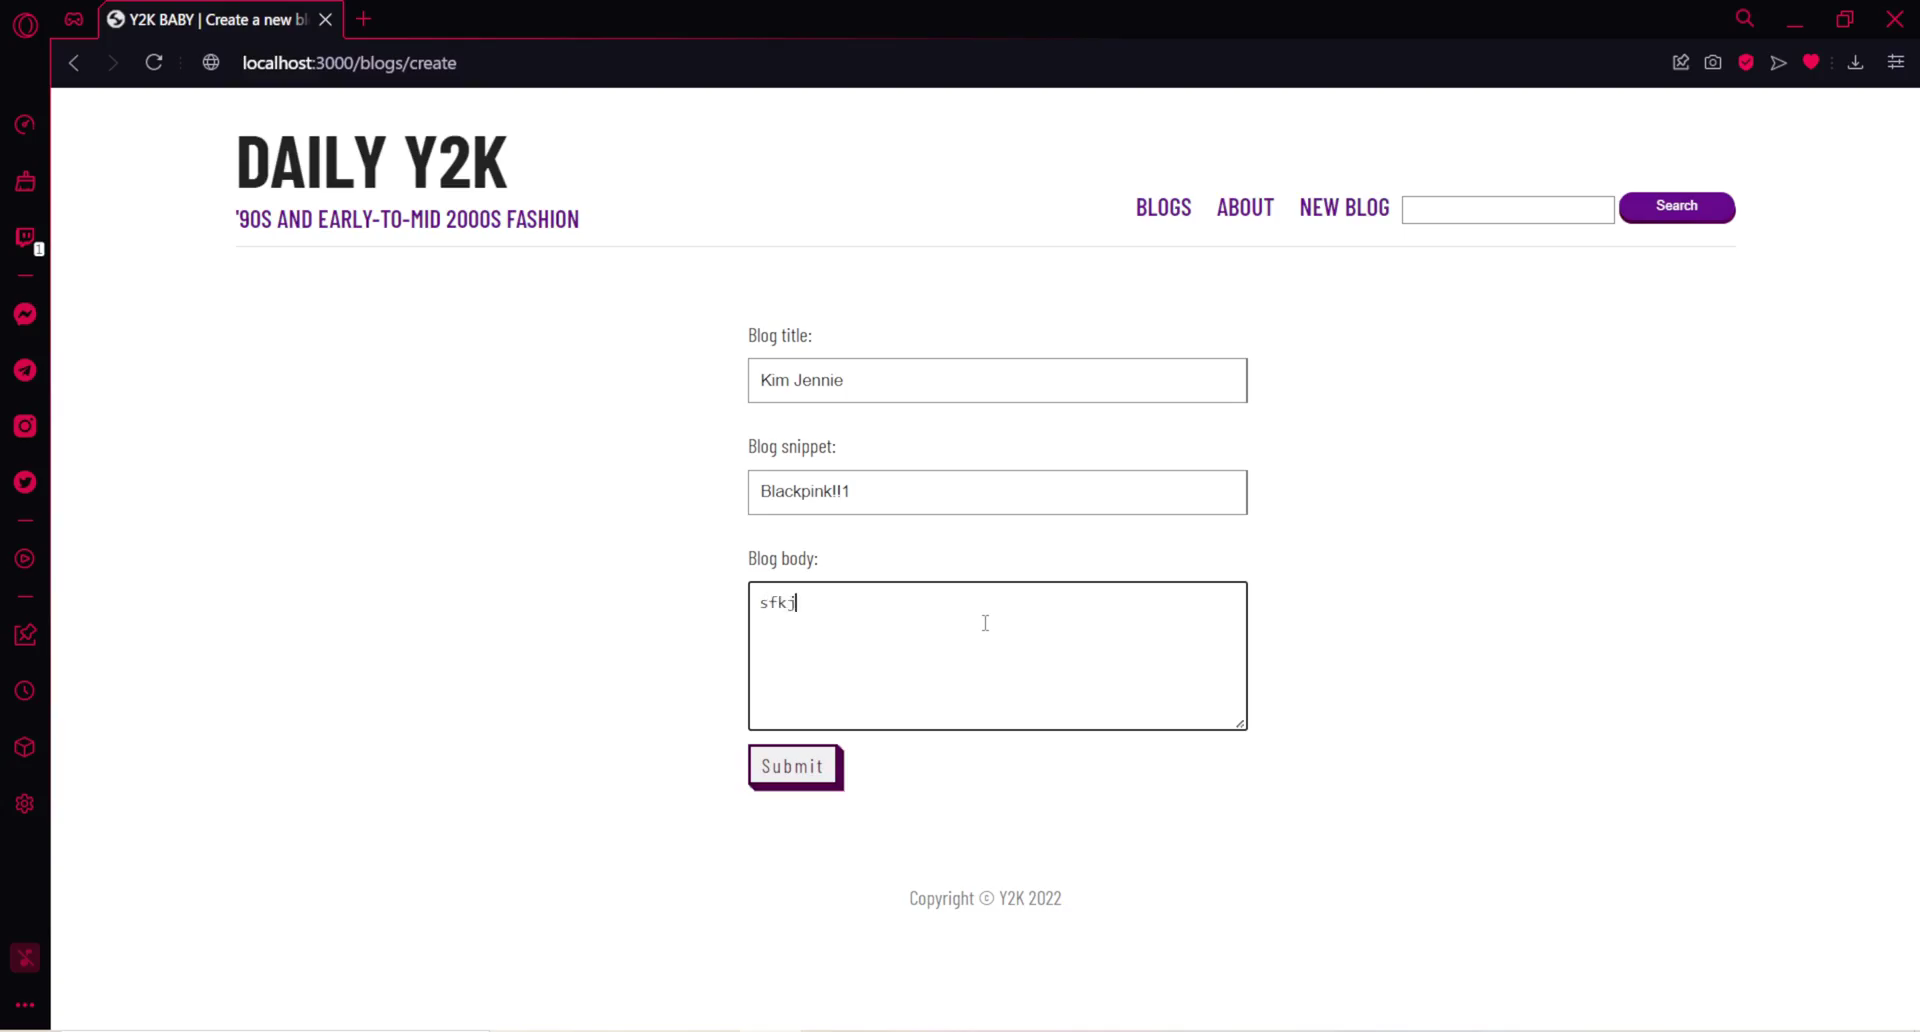 Y2K BABY | Create a new bl
localhost:3000/blogs/create
1
DAILY Y2K
'90S AND EARLY-TO-MID 2000S FASHION
BLOGS ABOUT NEW BLOG Search
Blog title:
Kim Jennie
Blog snippet:
Blackpink!!1
Blog body:
sfkj
Submit
Copyright © Y2K 2022